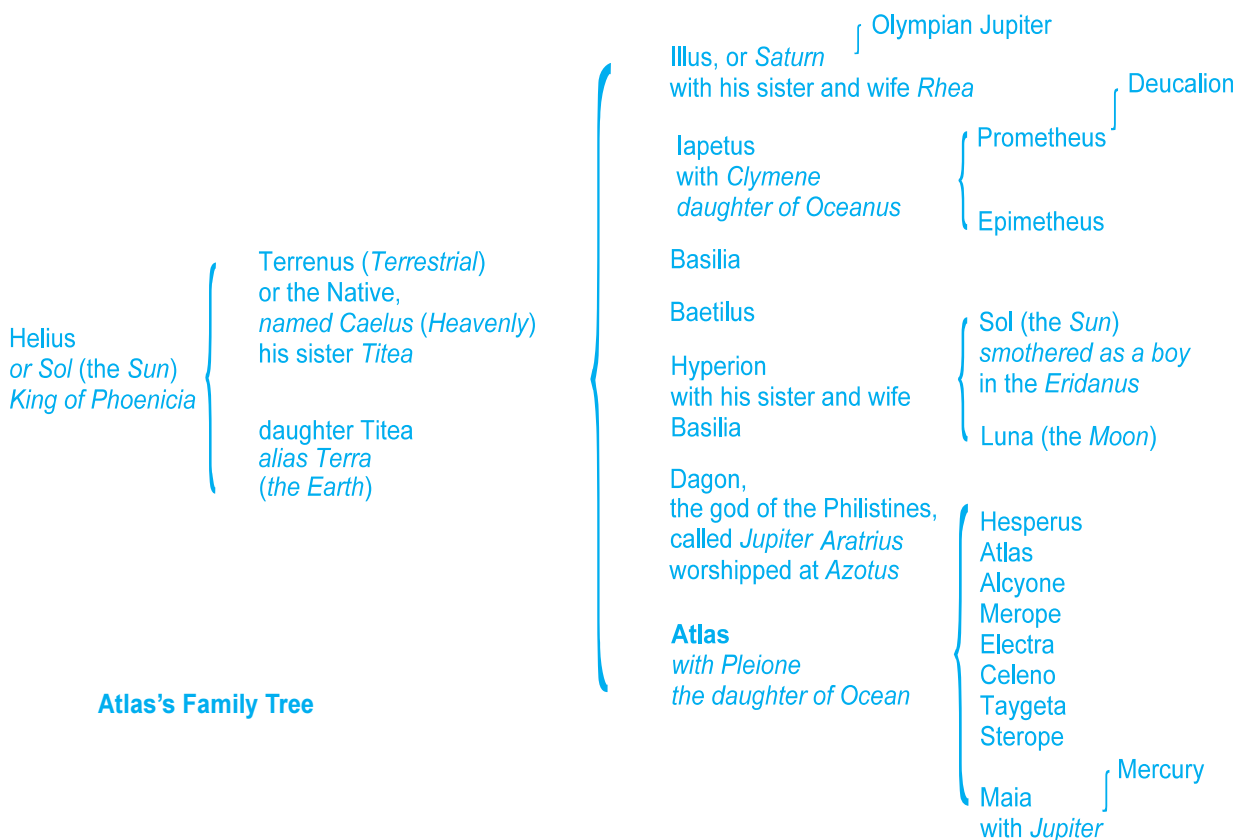 Helius
or Sol (the Sun)
King of Phoenicia
Terrenus (Terrestrial)
or the Native,
named Caelus (Heavenly)
his sister Titea
daughter Titea
alias Terra
(the Earth)
Illus, or Saturn
with his sister and wife Rhea
Olympian Jupiter
Iapetus
with Clymene
daughter of Oceanus
Prometheus
Deucalion
Epimetheus
Basilia
Baetilus
Hyperion
with his sister and wife
Basilia
Sol (the Sun)
smothered as a boy
in the Eridanus
Luna (the Moon)
Dagon,
the god of the Philistines,
called Jupiter Aratrius
worshipped at Azotus
Atlas
with Pleione
the daughter of Ocean
Hesperus
Atlas
Alcyone
Merope
Electra
Celeno
Taygeta
Sterope
Maia
with Jupiter
Mercury
Atlas's Family Tree